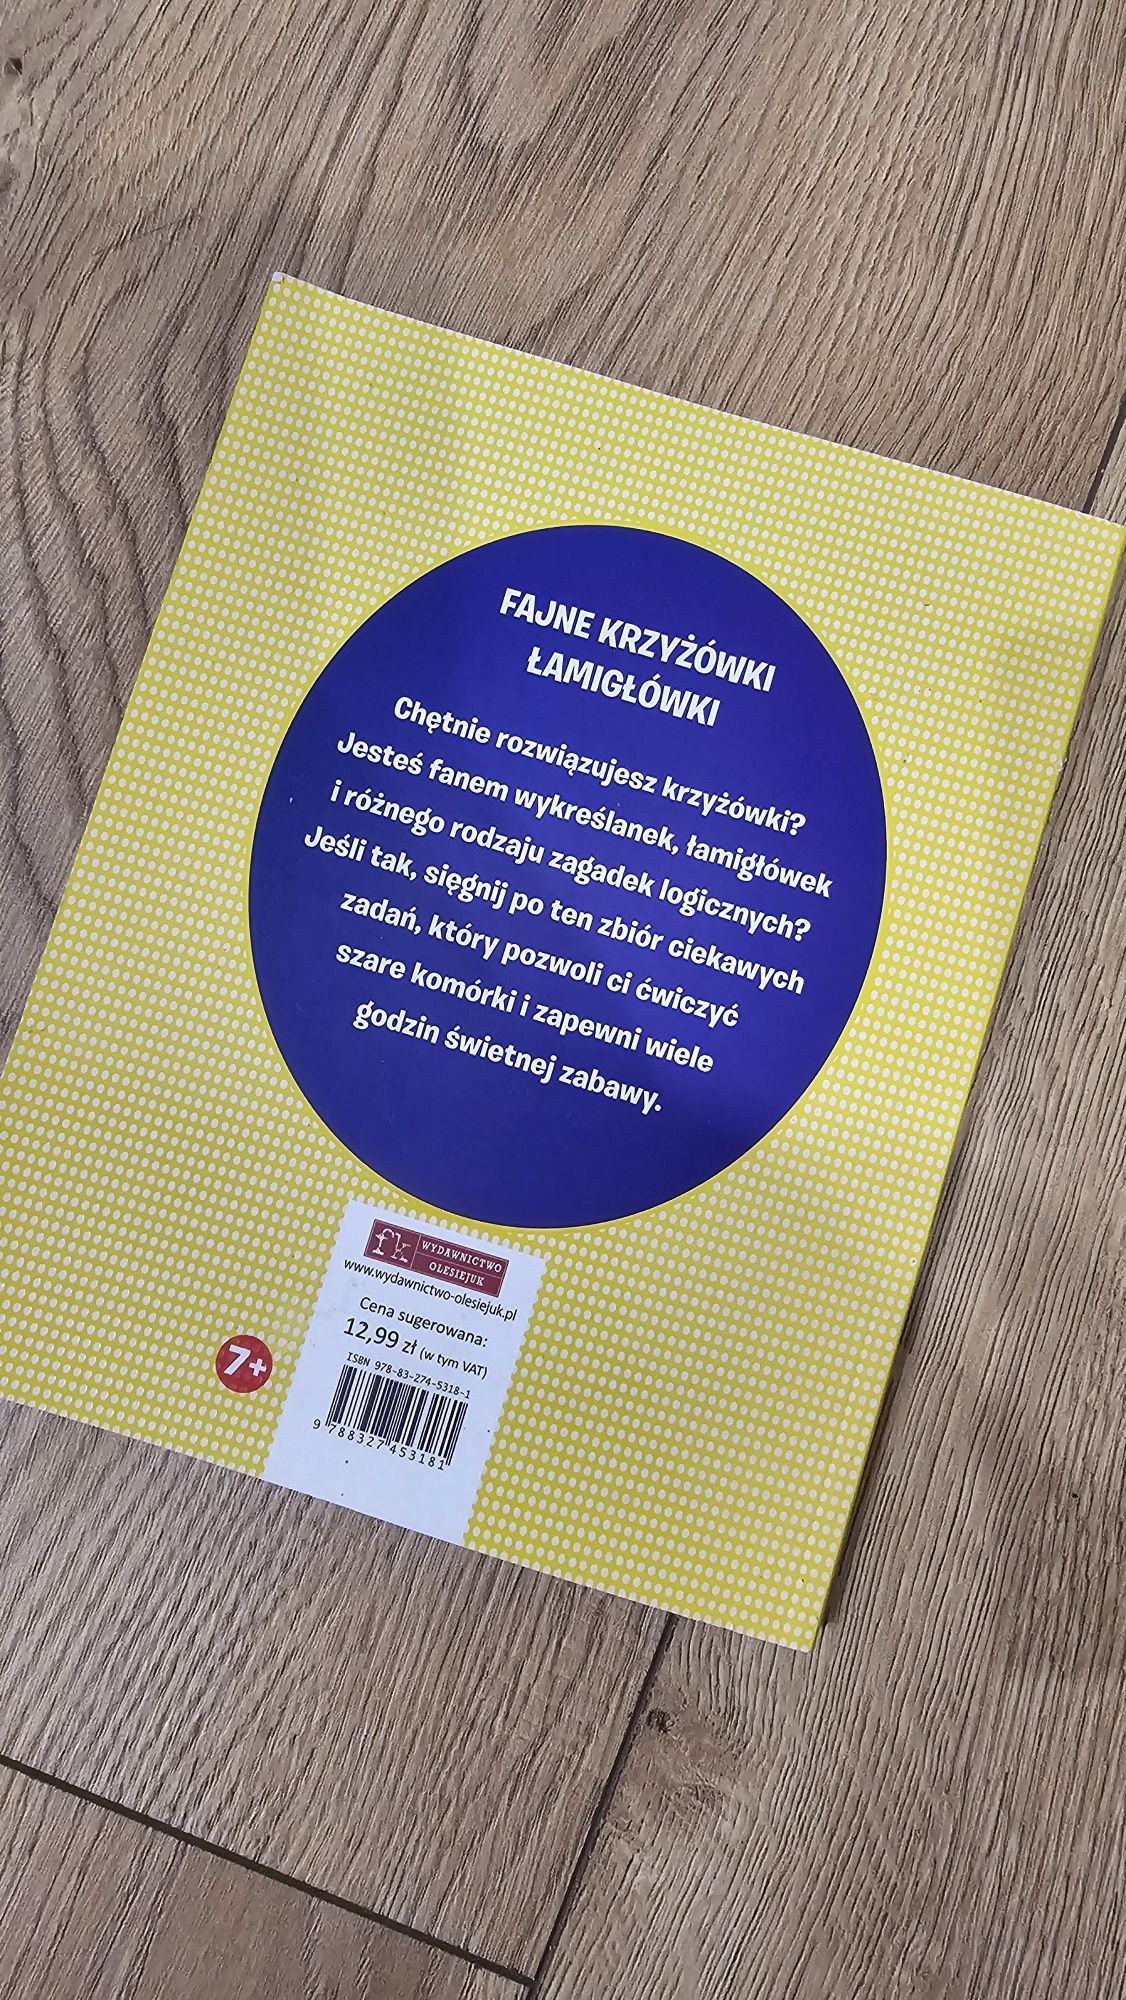 FAJNE KRZYŻÓWKI
ŁAMIGŁÓWKI
Chętnie rozwiązujesz krzyżówki?
Jesteś fanem wykreślanek, łamigłówek
i różnego rodzaju zagadek logicznych?
Jeśli tak, sięgnij po ten zbiór ciekawych
zadań, który pozwoli ci ćwiczyć
szare komórki i zapewni wiele
godzin świetnej zabawy.
fk WYDAWNICTWO
OLESIEJUK
www.wydawnictwo-olesiejuk.pl
Cena sugerowana:
12,99 zł (w tym VAT)
ISBN 978-83-274-5318-1
9 788327 453181
7+